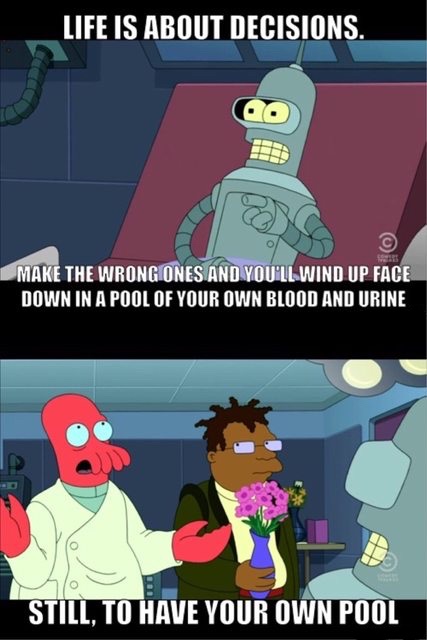 LIFE IS ABOUT DECISIONS.
MAKE THE WRONG ONES AND YOU'LL WIND UP FACE
DOWN IN A POOL OF YOUR OWN BLOOD AND URINE
STILL, TO HAVE YOUR OWN POOL